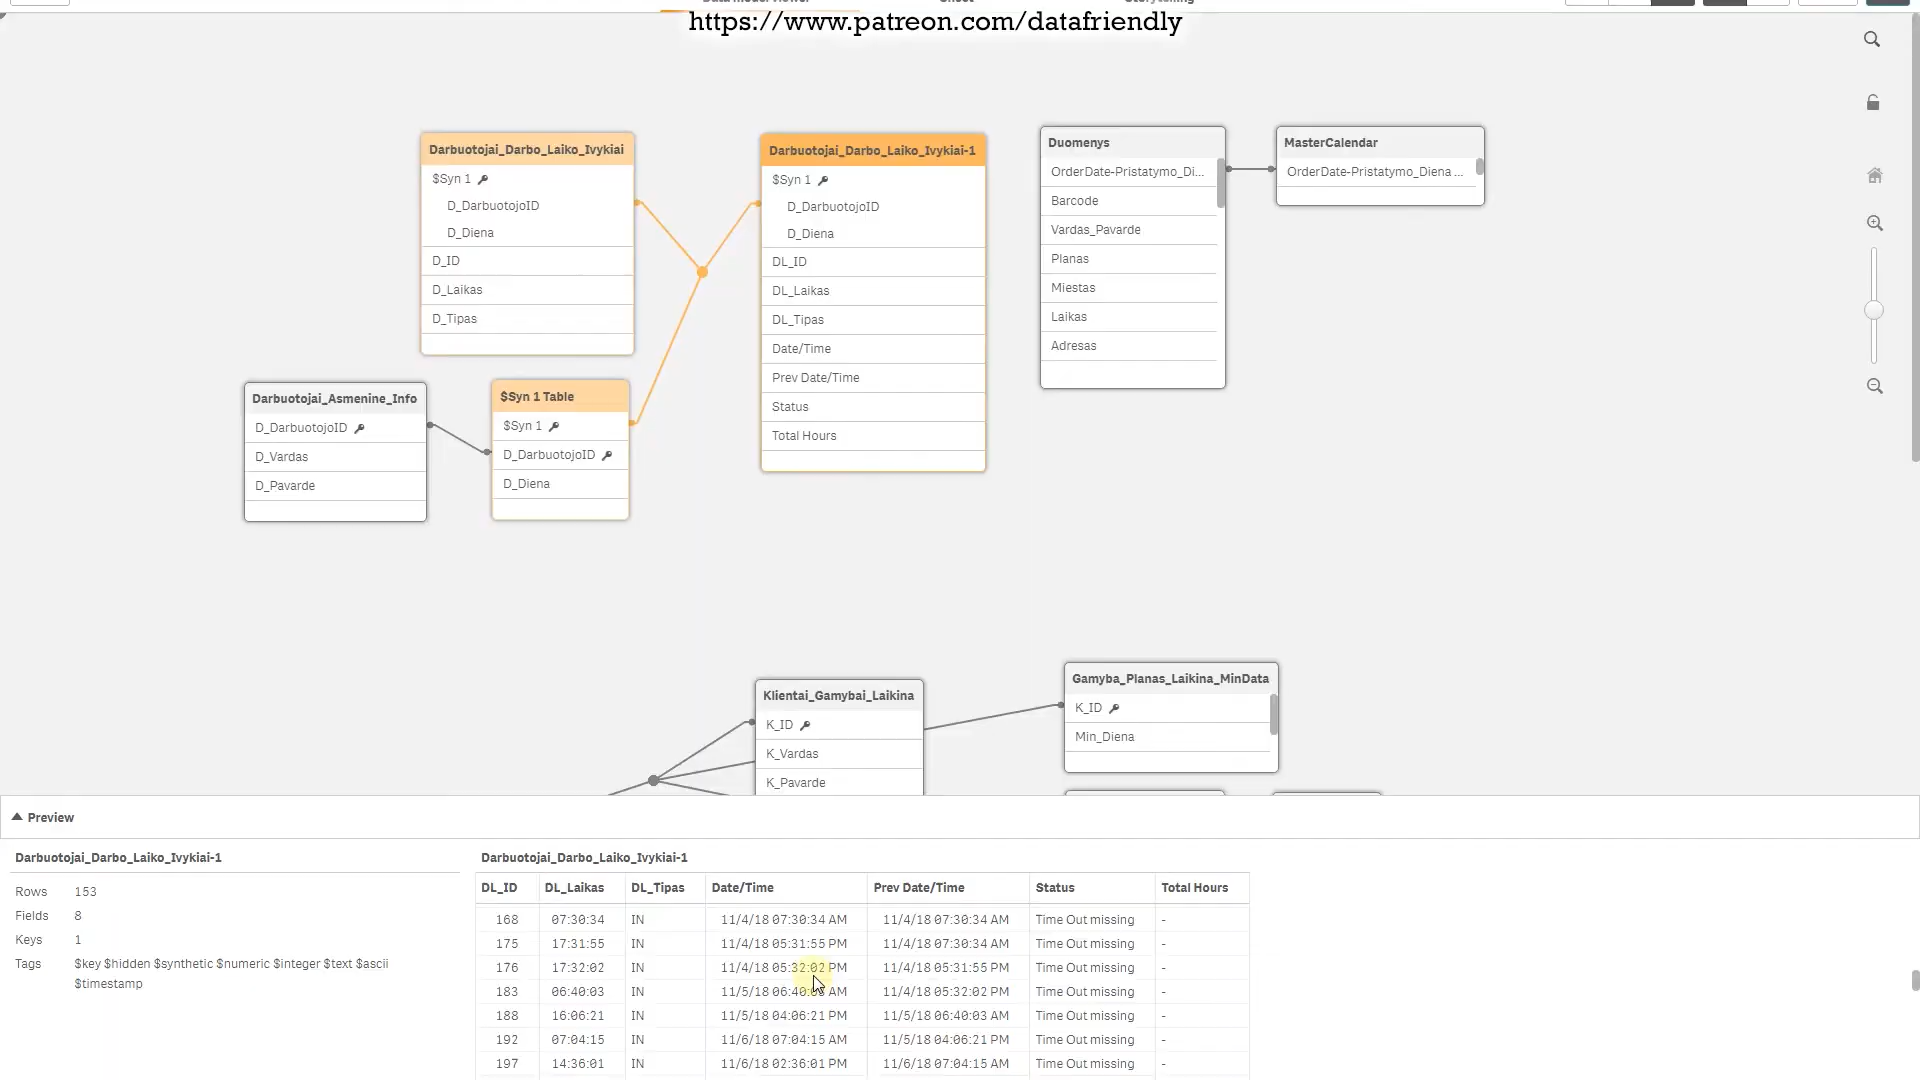 https://www.patreon.com/datafriendly
Darbuotojai_Darbo_Laiko_Ivykiai
$Syn 1
D_DarbuotojoID
D_Diena
D_ID
D_Laikas
D_Tipas
Darbuotojai_Darbo_Laiko_Ivykiai-1
$Syn 1
D_DarbuotojoID
D_Diena
DL_ID
DL_Laikas
DL_Tipas
Date/Time
Prev Date/Time
Status
Total Hours
Duomenys
OrderDate-Pristatymo_Di...
Barcode
Vardas_Pavarde
Planas
Miestas
Laikas
Adresas
MasterCalendar
OrderDate-Pristatymo_Diena ...
Darbuotojai_Asmenine_Info
D_DarbuotojoID
D_Vardas
D_Pavarde
$Syn 1 Table
$Syn 1
D_DarbuotojoID
D_Diena
Klientai_Gamybai_Laikina
K_ID
K_Vardas
K_Pavarde
Gamyba_Planas_Laikina_MinData
K_ID
Min_Diena
Preview
Darbuotojai_Darbo_Laiko_Ivykiai-1
Rows 153
Fields 8
Keys 1
Tags $key $hidden $synthetic $numeric $integer $text $ascii
$timestamp
Darbuotojai_Darbo_Laiko_Ivykiai-1
DL_ID DL_Laikas DL_Tipas Date/Time Prev Date/Time Status Total Hours
168 07:30:34 IN 11/4/18 07:30:34 AM 11/4/18 07:30:34 AM Time Out missing -
175 17:31:55 IN 11/4/18 05:31:55 PM 11/4/18 07:30:34 AM Time Out missing -
176 17:32:02 IN 11/4/18 05:32:02 PM 11/4/18 05:31:55 PM Time Out missing -
183 06:40:03 IN 11/5/18 06:40:03 AM 11/4/18 05:32:02 PM Time Out missing -
188 16:06:21 IN 11/5/18 04:06:21 PM 11/5/18 06:40:03 AM Time Out missing -
192 07:04:15 IN 11/6/18 07:04:15 AM 11/5/18 04:06:21 PM Time Out missing -
197 14:36:01 IN 11/6/18 02:36:01 PM 11/6/18 07:04:15 AM Time Out missing -